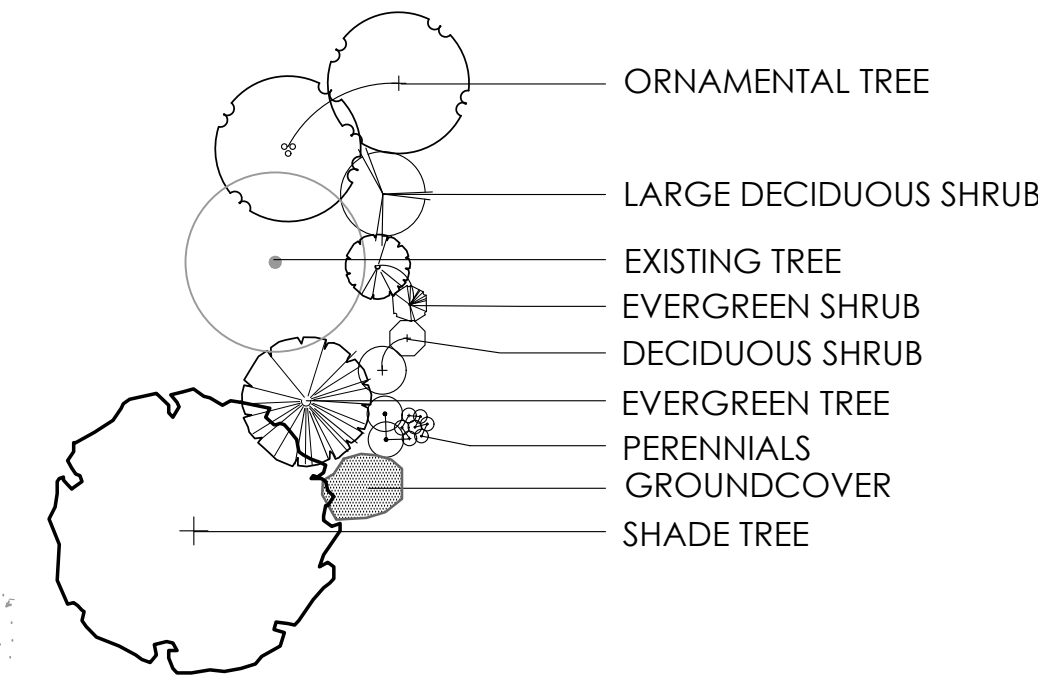 ORNAMENTAL TREE
LARGE DECIDUOUS SHRUB
EXISTING TREE
EVERGREEN SHRUB
DECIDUOUS SHRUB
EVERGREEN TREE
PERENNIALS
GROUNDCOVER
SHADE TREE